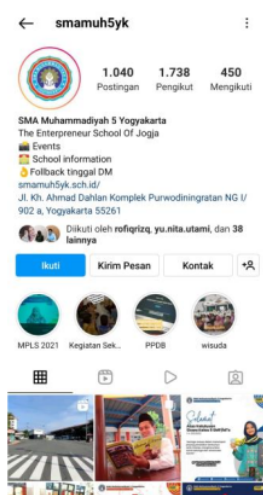 smamuh5yk
1.040
1.738
450
Postingan
Pengikut
Mengikuti
SMA Muhammadiyah 5 Yogyakarta
The Enterpreneur School Of Jogja
Events
School information
Follback tinggal DM
smamuh5yk.sch.id/
Jl. Kh. Ahmad Dahlan Komplek Purwodiningratan NG I/
902 a, Yogyakarta 55261
Diikuti oleh rofiqrizq, yu.nita.utami, dan 38
lainnya
Ikuti
Kirim Pesan
Kontak
MPLS 2021
Kegiatan Sek...
PPDB
wisuda
Selamat